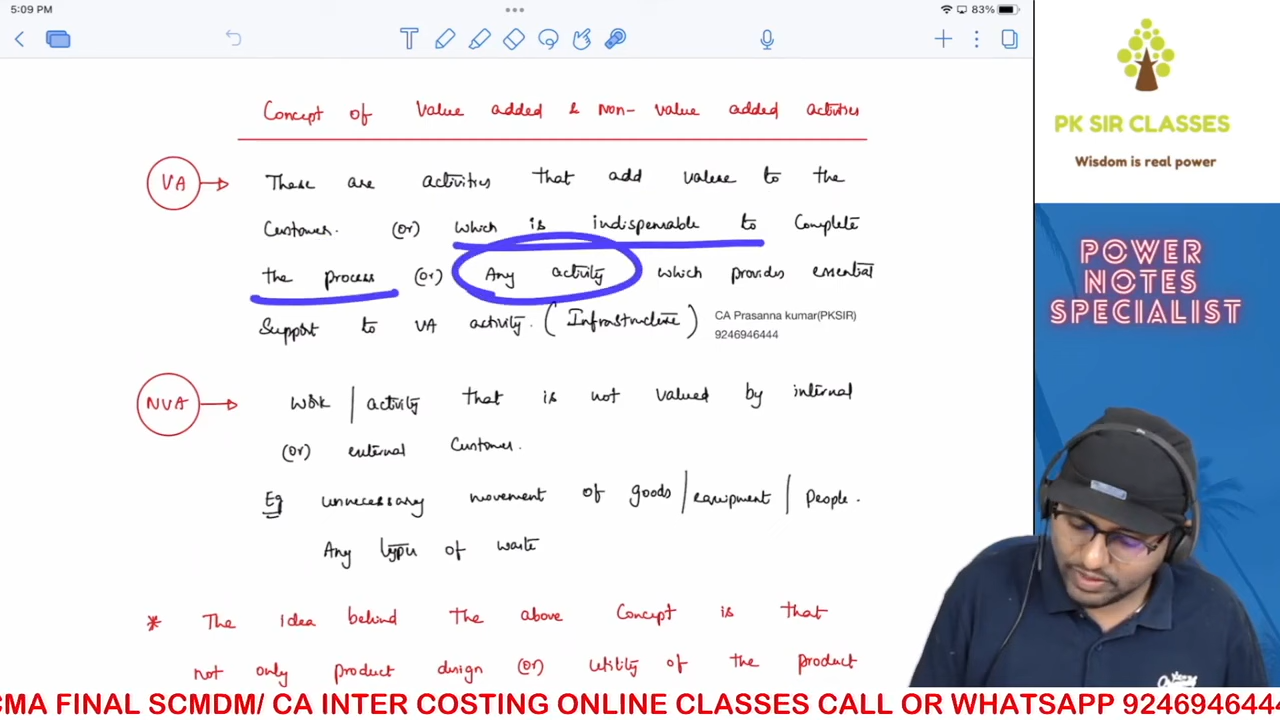 5:09 PM
83%
Concept of Value added & Non-value added activities
VA → These are activities that add value to the
Customer. (or) which is indispensable to Complete
the process (or) Any activity which provides essential
Support to VA activity. (Infrastructure)
CA Prasanna kumar(PKSIR)
9246946444
NVA → Work / activity that is not valued by internal
(or) external Customer.
Eg unnecessary movement of goods / equipment / People.
Any type of waste
* The idea behind The above Concept is that
not only product design (or) utility of the product
PK SIR CLASSES
Wisdom is real power
POWER
NOTES
SPECIALIST
CMA FINAL SCMDM/ CA INTER COSTING ONLINE CLASSES CALL OR WHATSAPP 9246946444